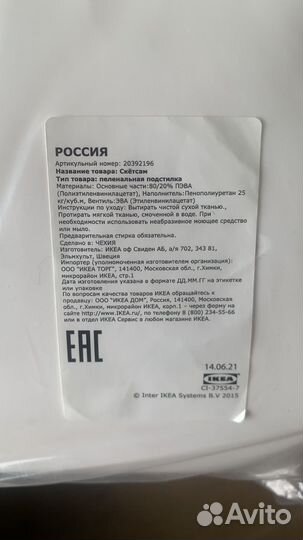 РОССИЯ
Артикульный номер: 20392196
Название товара: Скётсам
Тип товара: пеленальная подстилка
Материалы: Основные части:80/20% ПЭВА
(Полиэтиленвинилацетат), Наполнитель:Пенополиуретан 25
кг/куб.м, Вентиль:ЭВА (Этиленвинилацетат)
Инструкции по уходу: Вытирать чистой сухой тканью.,
Протирать мягкой тканью, смоченной в воде. При
необходимости использовать неабразивное моющее средство
или мыло.
Предварительная стирка обязательна.
Сделано в: ЧЕХИЯ
Изготовитель: ИКЕА оф Свиден АБ, а/я 702, 343 81,
Эльмхульт, Швеция
Импортер (уполномоченная изготовителем организация):
ООО "ИКЕА ТОРГ", 141400, Московская обл., г.Химки,
микрорайон ИКЕА, стр.1
Дата изготовления указана в формате ДД.ММ.ГГ на этикетке
или упаковке
По вопросам качества товаров ИКЕА обращайтесь к
продавцу: ООО "ИКЕА ДОМ", Россия, 141400, Московская
обл., г.Химки, микрорайон ИКЕА, корп.1 – через форму на
сайте http://www.IKEA.ru/, по телефону 8 (800) 234-55-66
или в отделе ИКЕА Сервис в любом магазине ИКЕА.
EAC
14.06.21
IKEA
CI-37554-7
© Inter IKEA Systems B.V 2015
Avito